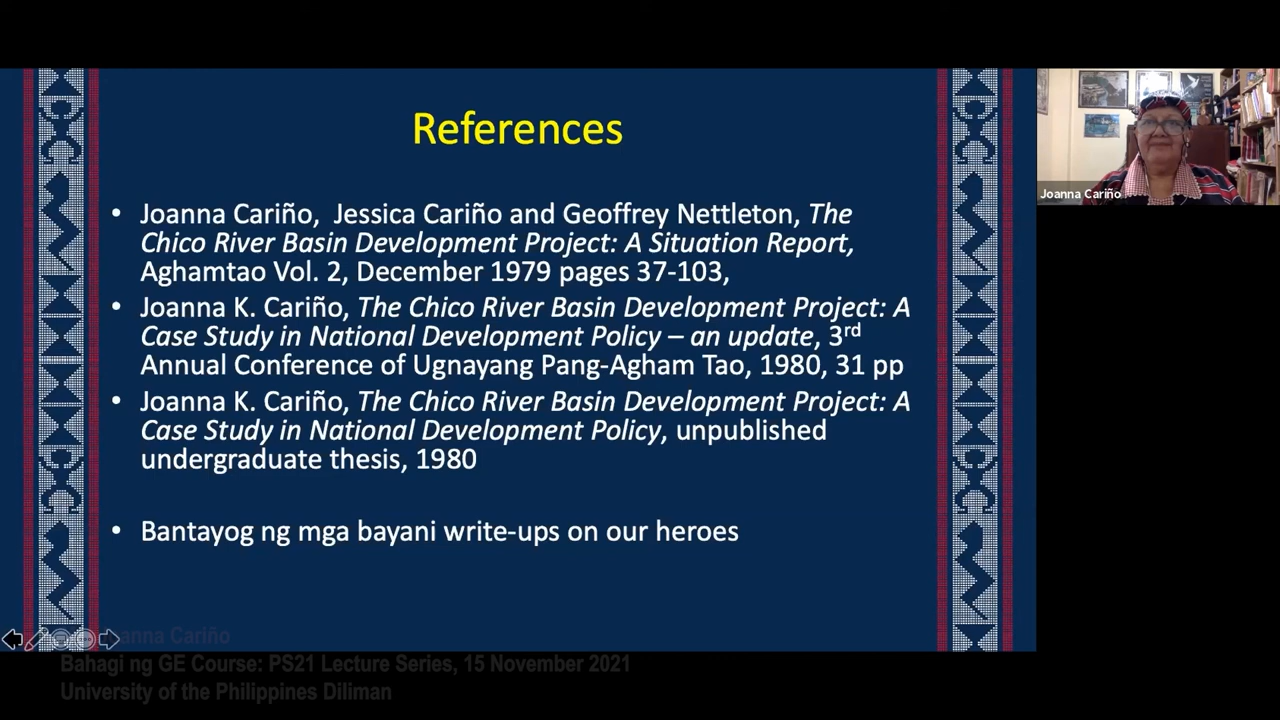 References
• Joanna Cariño,  Jessica Cariño and Geoffrey Nettleton, The
Chico River Basin Development Project: A Situation Report,
Aghamtao Vol. 2, December 1979 pages 37-103,
• Joanna K. Cariño, The Chico River Basin Development Project: A
Case Study in National Development Policy – an update, 3rd
Annual Conference of Ugnayang Pang-Agham Tao, 1980, 31 pp
• Joanna K. Cariño, The Chico River Basin Development Project: A
Case Study in National Development Policy, unpublished
undergraduate thesis, 1980
• Bantayog ng mga bayani write-ups on our heroes
Joanna Cariño
anna Cariño
Bahagi ng GE Course: PS21 Lecture Series, 15 November 2021
University of the Philippines Diliman